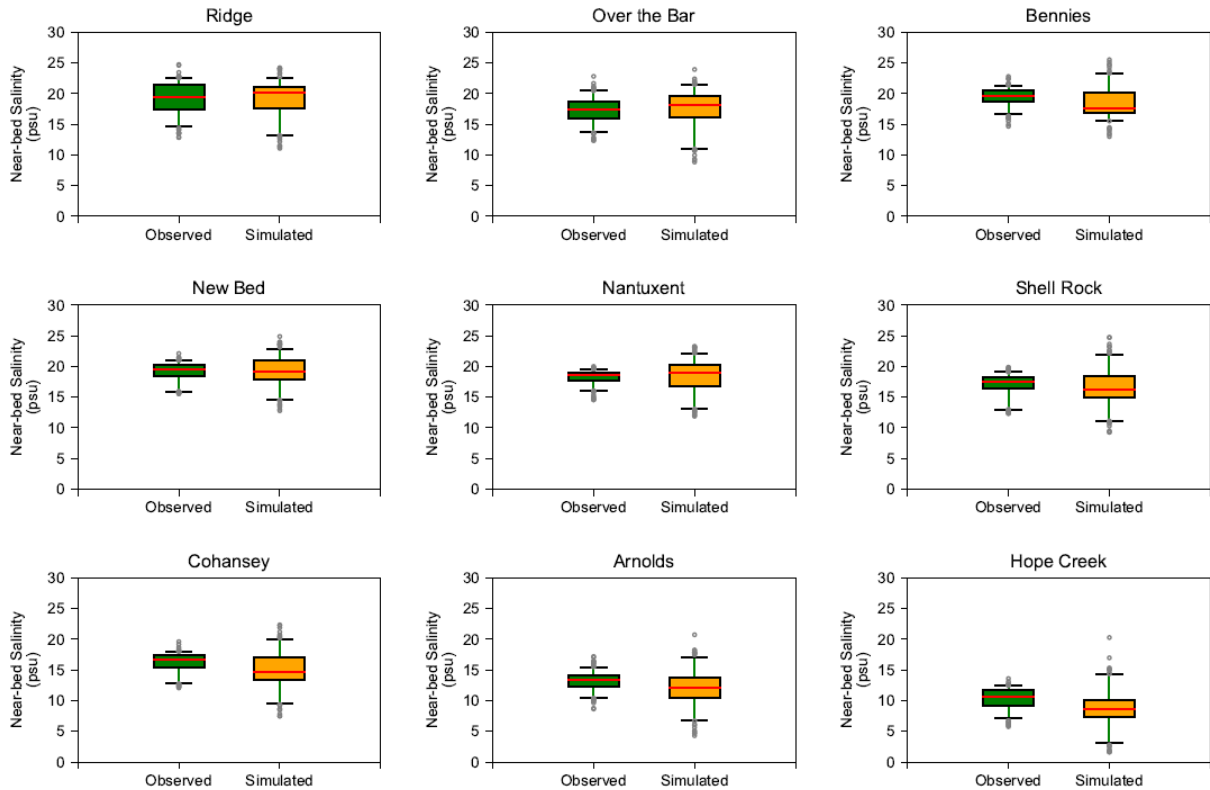 Ridge
30
25
20
15
10
5
0
Near-bed Salinity
(psu)
Observed
Simulated
Over the Bar
30
25
20
15
10
5
0
Near-bed Salinity
(psu)
Observed
Simulated
Bennies
30
25
20
15
10
5
0
Near-bed Salinity
(psu)
Observed
Simulated
New Bed
30
25
20
15
10
5
0
Near-bed Salinity
(psu)
Observed
Simulated
Nantuxent
30
25
20
15
10
5
0
Near-bed Salinity
(psu)
Observed
Simulated
Shell Rock
30
25
20
15
10
5
0
Near-bed Salinity
(psu)
Observed
Simulated
Cohansey
30
25
20
15
10
5
0
Near-bed Salinity
(psu)
Observed
Simulated
Arnolds
30
25
20
15
10
5
0
Near-bed Salinity
(psu)
Observed
Simulated
Hope Creek
30
25
20
15
10
5
0
Near-bed Salinity
(psu)
Observed
Simulated